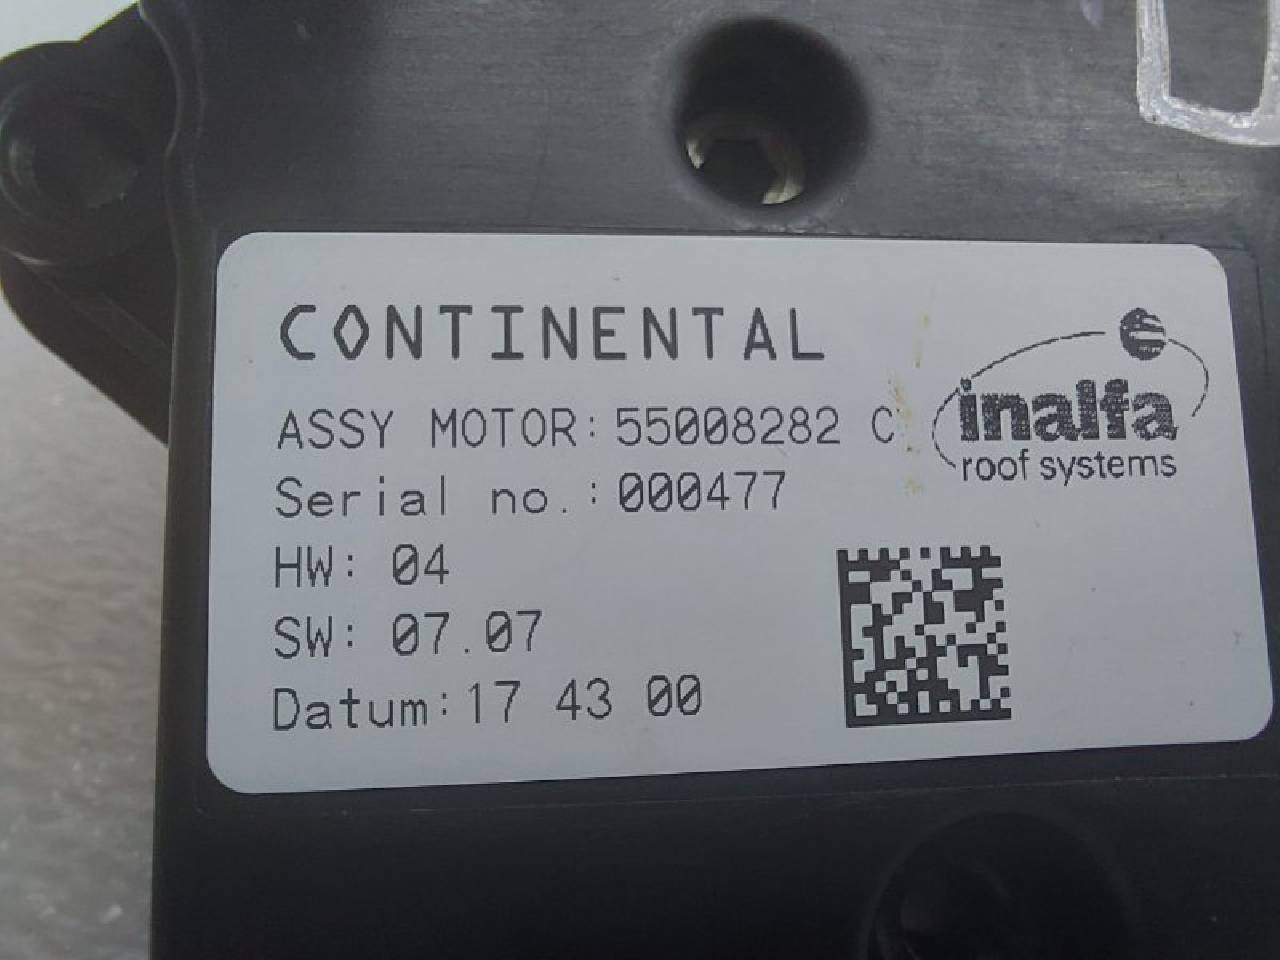 CONTINENTAL
ASSY MOTOR: 55008282 C
inalfa
roof systems
Serial no.: 000477
HW: 04
SW: 07.07
Datum: 17 43 00